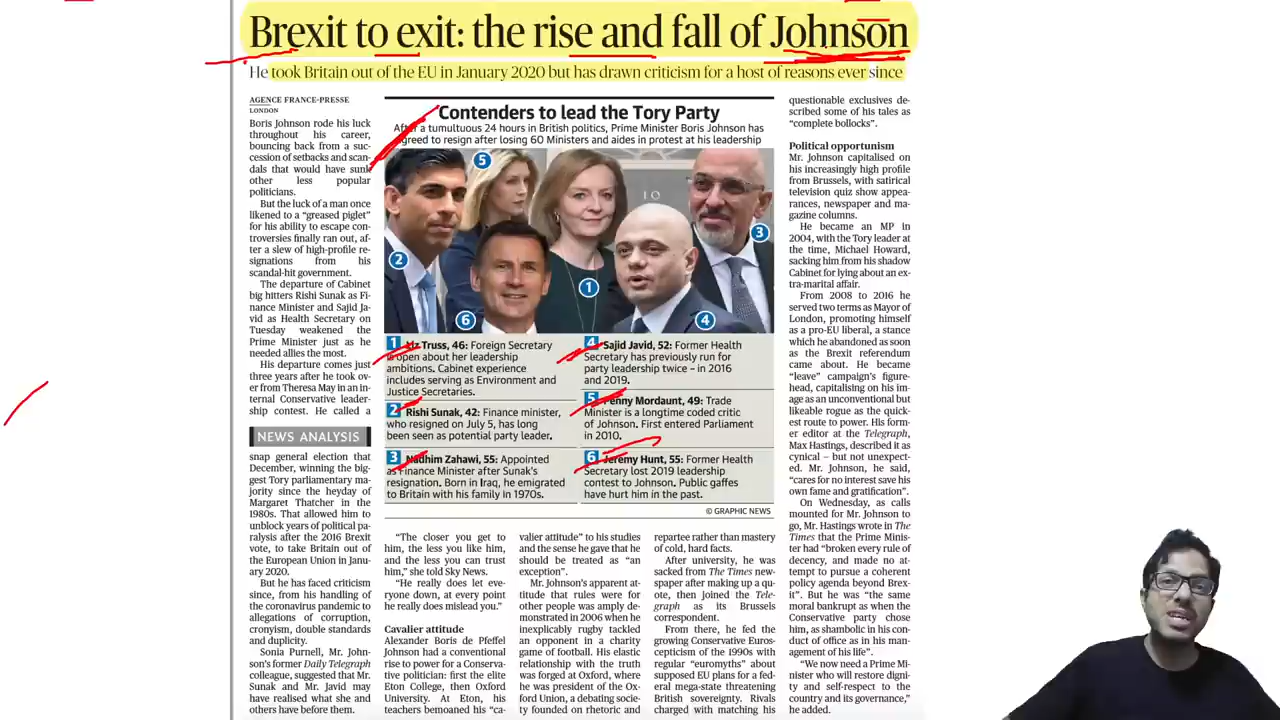 Brexit to exit: the rise and fall of Johnson
He took Britain out of the EU in January 2020 but has drawn criticism for a host of reasons ever since
AGENCE FRANCE-PRESSE
LONDON
Boris Johnson rode his luck
throughout his career,
bouncing back from a suc-
cession of setbacks and scan-
dals that would have sunk
other less popular
politicians.
But the luck of a man once
likened to a “greased piglet”
for his ability to escape con-
troversies finally ran out, af-
ter a slew of high-profile re-
signations from his
scandal-hit government.
The departure of Cabinet
big hitters Rishi Sunak as Fi-
nance Minister and Sajid Ja-
vid as Health Secretary on
Tuesday weakened the
Prime Minister just as he
needed allies the most.
His departure comes just
three years after he took ov-
er from Theresa May in an in-
ternal Conservative leader-
ship contest. He called a
NEWS ANALYSIS
snap general election that
December, winning the big-
gest Tory parliamentary ma-
jority since the heyday of
Margaret Thatcher in the
1980s. That allowed him to
unblock years of political pa-
ralysis after the 2016 Brexit
vote, to take Britain out of
the European Union in Janu-
ary 2020.
But he has faced criticism
since, from his handling of
the coronavirus pandemic to
allegations of corruption,
cronyism, double standards
and duplicity.
Sonia Purnell, Mr. John-
son’s former Daily Telegraph
colleague, suggested that Mr.
Sunak and Mr. Javid may
have realised what she and
others have before them.
Contenders to lead the Tory Party
After a tumultuous 24 hours in British politics, Prime Minister Boris Johnson has
agreed to resign after losing 60 Ministers and aides in protest at his leadership
5
10
3
2
1
6
4
1 Liz Truss, 46: Foreign Secretary
is open about her leadership
ambitions. Cabinet experience
includes serving as Environment and
Justice Secretaries.
2 Rishi Sunak, 42: Finance minister,
who resigned on July 5, has long
been seen as potential party leader.
3 Nadhim Zahawi, 55: Appointed
as Finance Minister after Sunak’s
resignation. Born in Iraq, he emigrated
to Britain with his family in 1970s.
4 Sajid Javid, 52: Former Health
Secretary has previously run for
party leadership twice – in 2016
and 2019.
5 Penny Mordaunt, 49: Trade
Minister is a longtime coded critic
of Johnson. First entered Parliament
in 2010.
6 Jeremy Hunt, 55: Former Health
Secretary lost 2019 leadership
contest to Johnson. Public gaffes
have hurt him in the past.
© GRAPHIC NEWS
“The closer you get to
him, the less you like him,
and the less you can trust
him,” she told Sky News.
“He really does let eve-
ryone down, at every point
he really does mislead you.”
Cavalier attitude
Alexander Boris de Pfeffel
Johnson had a conventional
rise to power for a Conserva-
tive politician: first the elite
Eton College, then Oxford
University. At Eton, his
teachers bemoaned his “ca-
valier attitude” to his studies
and the sense he gave that he
should be treated as “an
exception”.
Mr. Johnson’s apparent at-
titude that rules were for
other people was amply de-
monstrated in 2006 when he
inexplicably rugby tackled
an opponent in a charity
game of football. His elastic
relationship with the truth
was forged at Oxford, where
he was president of the Ox-
ford Union, a debating socie-
ty founded on rhetoric and
repartee rather than mastery
of cold, hard facts.
After university, he was
sacked from The Times new-
spaper after making up a qu-
ote, then joined the Tele-
graph as its Brussels
correspondent.
From there, he fed the
growing Conservative Euros-
cepticism of the 1990s with
regular “euromyths” about
supposed EU plans for a fed-
eral mega-state threatening
British sovereignty. Rivals
charged with matching his
questionable exclusives de-
scribed some of his tales as
“complete bollocks”.
Political opportunism
Mr. Johnson capitalised on
his increasingly high profile
from Brussels, with satirical
television quiz show appea-
rances, newspaper and ma-
gazine columns.
He became an MP in
2004, with the Tory leader at
the time, Michael Howard,
sacking him from his shadow
Cabinet for lying about an ex-
tra-marital affair.
From 2008 to 2016 he
served two terms as Mayor of
London, promoting himself
as a pro-EU liberal, a stance
which he abandoned as soon
as the Brexit referendum
came about. He became
“leave” campaign’s figure-
head, capitalising on his im-
age as an unconventional but
likeable rogue as the quick-
est route to power. His form-
er editor at the Telegraph,
Max Hastings, described it as
cynical – but not unexpect-
ed. Mr. Johnson, he said,
“cares for no interest save his
own fame and gratification”.
On Wednesday, as calls
mounted for Mr. Johnson to
go, Mr. Hastings wrote in The
Times that the Prime Minis-
ter had “broken every rule of
decency, and made no at-
tempt to pursue a coherent
policy agenda beyond Brex-
it”. But he was “the same
moral bankrupt as when the
Conservative party chose
him, as shambolic in his con-
duct of office as in his man-
agement of his life”.
“We now need a Prime Mi-
nister who will restore digni-
ty and self-respect to the
country and its governance,”
he added.